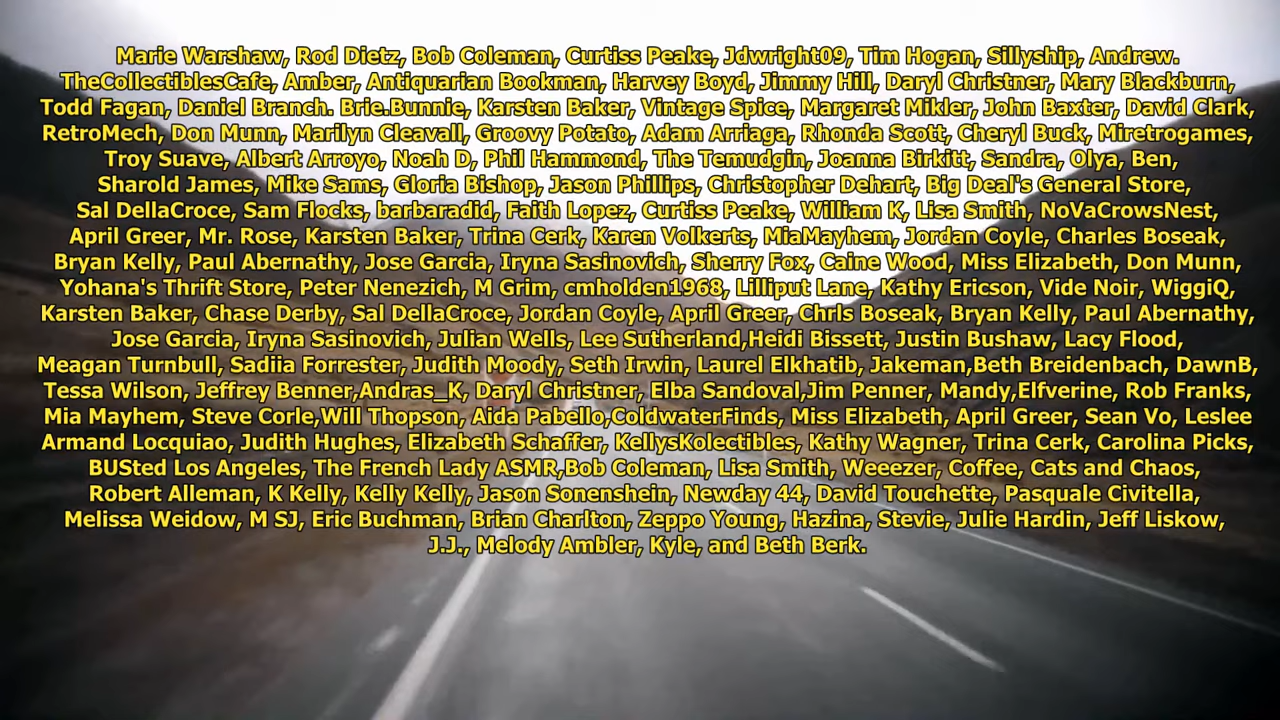 Marie Warshaw, Rod Dietz, Bob Coleman, Curtiss Peake, Jdwright09, Tim Hogan, Sillyship, Andrew.
TheCollectiblesCafe, Amber, Antiquarian Bookman, Harvey Boyd, Jimmy Hill, Daryl Christner, Mary Blackburn,
Todd Fagan, Daniel Branch. Brie.Bunnie, Karsten Baker, Vintage Spice, Margaret Mikler, John Baxter, David Clark,
RetroMech, Don Munn, Marilyn Cleavall, Groovy Potato, Adam Arriaga, Rhonda Scott, Cheryl Buck, Miretrogames,
Troy Suave, Albert Arroyo, Noah D, Phil Hammond, The Temudgin, Joanna Birkitt, Sandra, Olya, Ben,
Sharold James, Mike Sams, Gloria Bishop, Jason Phillips, Christopher Dehart, Big Deal's General Store,
Sal DellaCroce, Sam Flocks, barbaradid, Faith Lopez, Curtiss Peake, William K, Lisa Smith, NoVaCrowsNest,
April Greer, Mr. Rose, Karsten Baker, Trina Cerk, Karen Volkerts, MiaMayhem, Jordan Coyle, Charles Boseak,
Bryan Kelly, Paul Abernathy, Jose Garcia, Iryna Sasinovich, Sherry Fox, Caine Wood, Miss Elizabeth, Don Munn,
Yohana's Thrift Store, Peter Nenezich, M Grim, cmholden1968, Lilliput Lane, Kathy Ericson, Vide Noir, WiggiQ,
Karsten Baker, Chase Derby, Sal DellaCroce, Jordan Coyle, April Greer, Chrls Boseak, Bryan Kelly, Paul Abernathy,
Jose Garcia, Iryna Sasinovich, Julian Wells, Lee Sutherland,Heidi Bissett, Justin Bushaw, Lacy Flood,
Meagan Turnbull, Sadiia Forrester, Judith Moody, Seth Irwin, Laurel Elkhatib, Jakeman,Beth Breidenbach, DawnB,
Tessa Wilson, Jeffrey Benner,Andras_K, Daryl Christner, Elba Sandoval,Jim Penner, Mandy,Elfverine, Rob Franks,
Mia Mayhem, Steve Corle,Will Thopson, Aida Pabello,ColdwaterFinds, Miss Elizabeth, April Greer, Sean Vo, Leslee
Armand Locquiao, Judith Hughes, Elizabeth Schaffer, KellysKolectibles, Kathy Wagner, Trina Cerk, Carolina Picks,
BUSted Los Angeles, The French Lady ASMR,Bob Coleman, Lisa Smith, Weeezer, Coffee, Cats and Chaos,
Robert Alleman, K Kelly, Kelly Kelly, Jason Sonenshein, Newday 44, David Touchette, Pasquale Civitella,
Melissa Weidow, M SJ, Eric Buchman, Brian Charlton, Zeppo Young, Hazina, Stevie, Julie Hardin, Jeff Liskow,
J.J., Melody Ambler, Kyle, and Beth Berk.